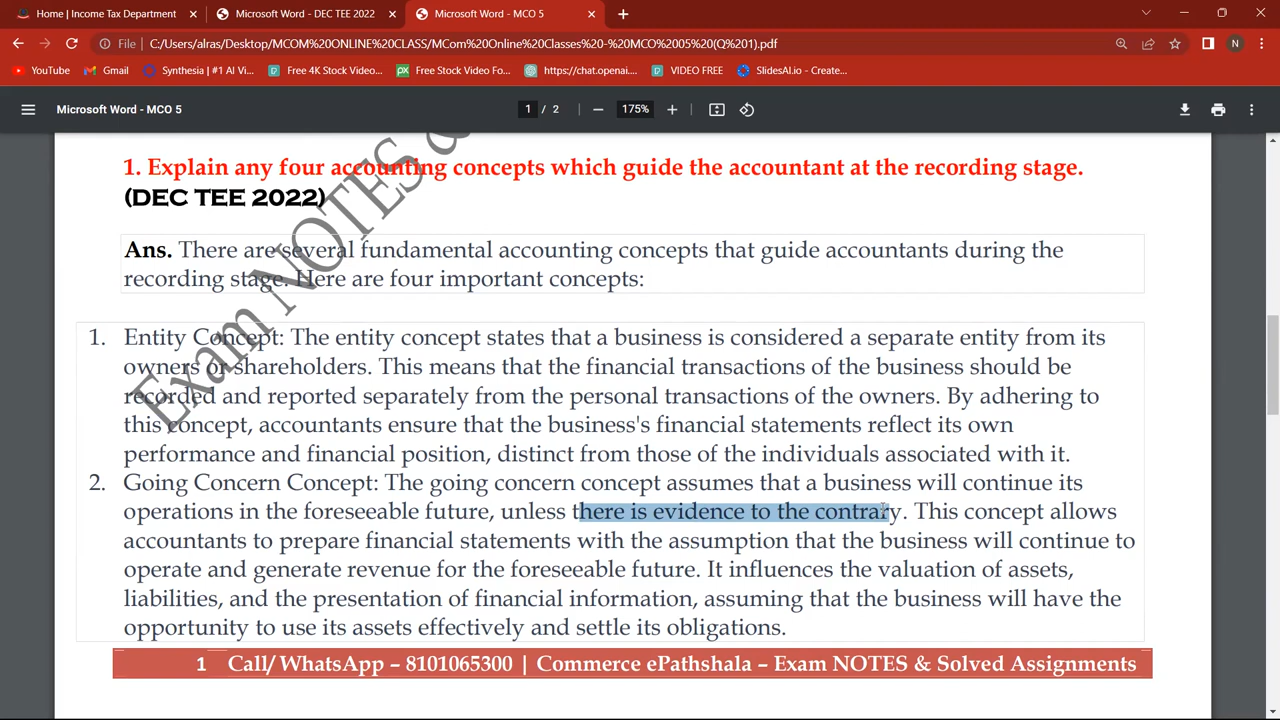 Home | Income Tax Department
Microsoft Word - DEC TEE 2022
Microsoft Word - MCO 5
File
C:/Users/alras/Desktop/MCOM%20ONLINE%20CLASS/MCom%20Online%20Classes%20-%20MCO%2005%20(Q%201).pdf
N
YouTube
Gmail
Synthesia | #1 AI Vi...
Free 4K Stock Video...
Free Stock Video Fo...
https://chat.openai....
VIDEO FREE
SlidesAI.io - Create...
Microsoft Word - MCO 5
1 / 2
175%
1. Explain any four accounting concepts which guide the accountant at the recording stage.
(DEC TEE 2022)
Ans. There are several fundamental accounting concepts that guide accountants during the
recording stage. Here are four important concepts:
1. Entity Concept: The entity concept states that a business is considered a separate entity from its
owners or shareholders. This means that the financial transactions of the business should be
recorded and reported separately from the personal transactions of the owners. By adhering to
this concept, accountants ensure that the business's financial statements reflect its own
performance and financial position, distinct from those of the individuals associated with it.
2. Going Concern Concept: The going concern concept assumes that a business will continue its
operations in the foreseeable future, unless there is evidence to the contrary. This concept allows
accountants to prepare financial statements with the assumption that the business will continue to
operate and generate revenue for the foreseeable future. It influences the valuation of assets,
liabilities, and the presentation of financial information, assuming that the business will have the
opportunity to use its assets effectively and settle its obligations.
Exam NOTES &
1 Call/ WhatsApp – 8101065300 | Commerce ePathshala – Exam NOTES & Solved Assignments